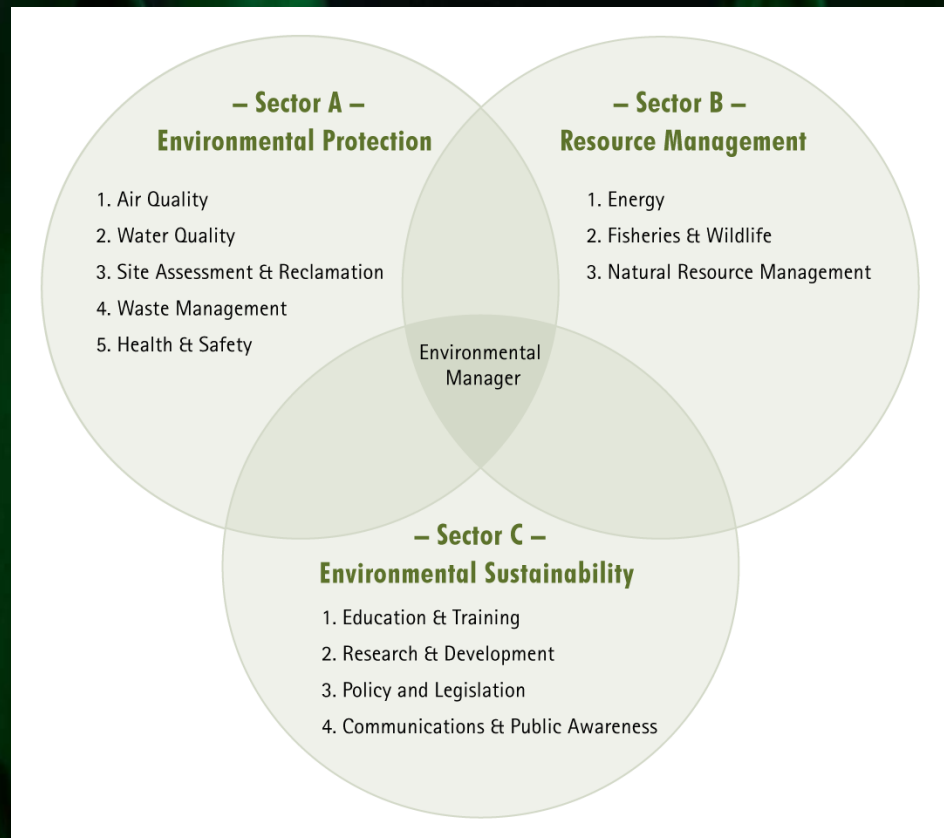 – Sector A –
Environmental Protection
1. Air Quality
2. Water Quality
3. Site Assessment & Reclamation
4. Waste Management
5. Health & Safety
– Sector B –
Resource Management
1. Energy
2. Fisheries & Wildlife
3. Natural Resource Management
Environmental
Manager
– Sector C –
Environmental Sustainability
1. Education & Training
2. Research & Development
3. Policy and Legislation
4. Communications & Public Awareness